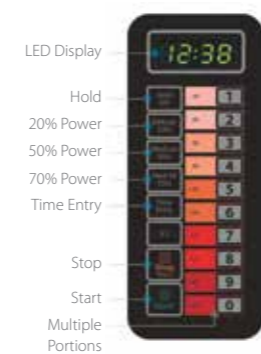 LED Display
12:38
Hold
20% Power
50% Power
70% Power
Time Entry
Stop
Start
Multiple
Portions
1
2
3
4
5
6
7
8
9
0